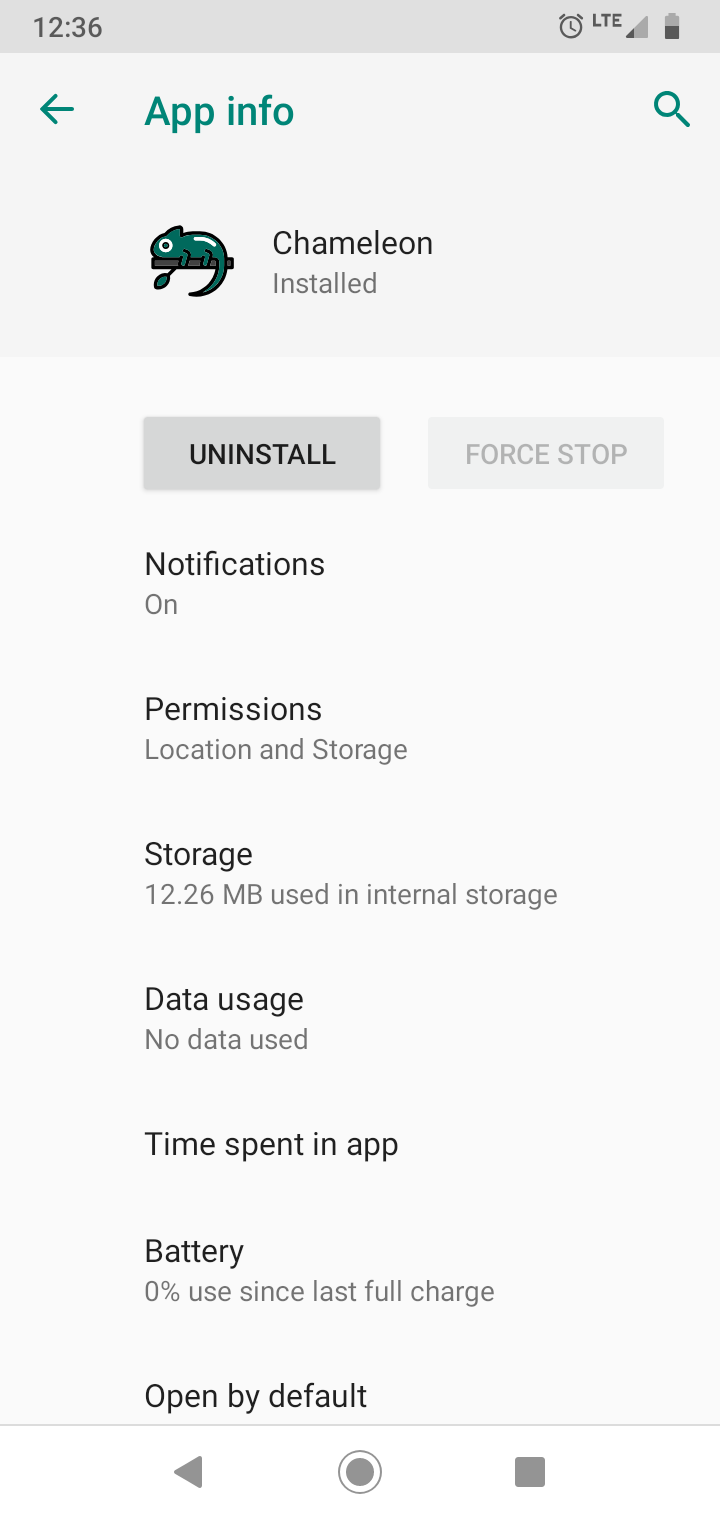 12:36 LTE
App info
Chameleon
Installed
UNINSTALL FORCE STOP
Notifications
On
Permissions
Location and Storage
Storage
12.26 MB used in internal storage
Data usage
No data used
Time spent in app
Battery
0% use since last full charge
Open by default